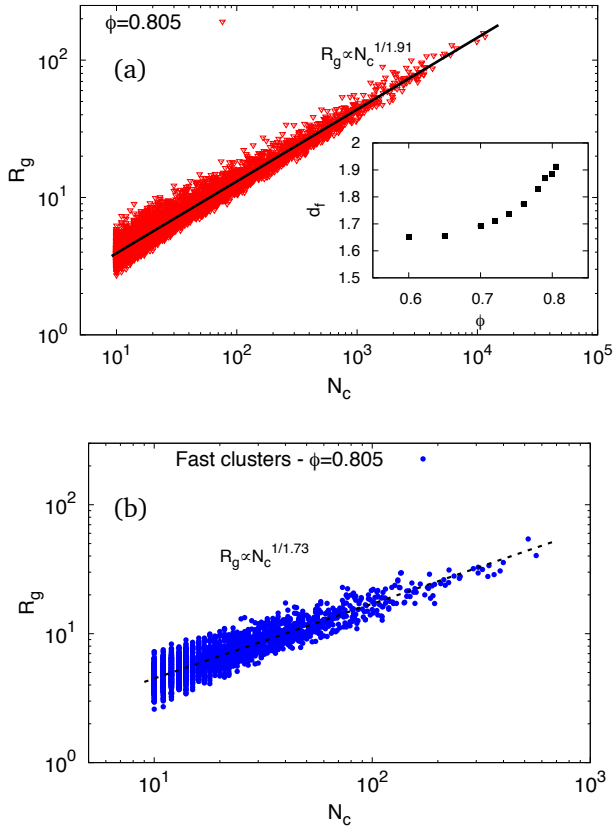 ϕ=0.805
(a)
R_g∝N_c^{1/1.91}
R_g
10^2
10^1
10^0
10^1 10^2 10^3 10^4 10^5
N_c
d_f
2
1.9
1.8
1.7
1.6
1.5
0.6 0.7 0.8
ϕ
Fast clusters - ϕ=0.805
(b)
R_g∝N_c^{1/1.73}
R_g
10^2
10^1
10^0
10^1 10^2 10^3
N_c